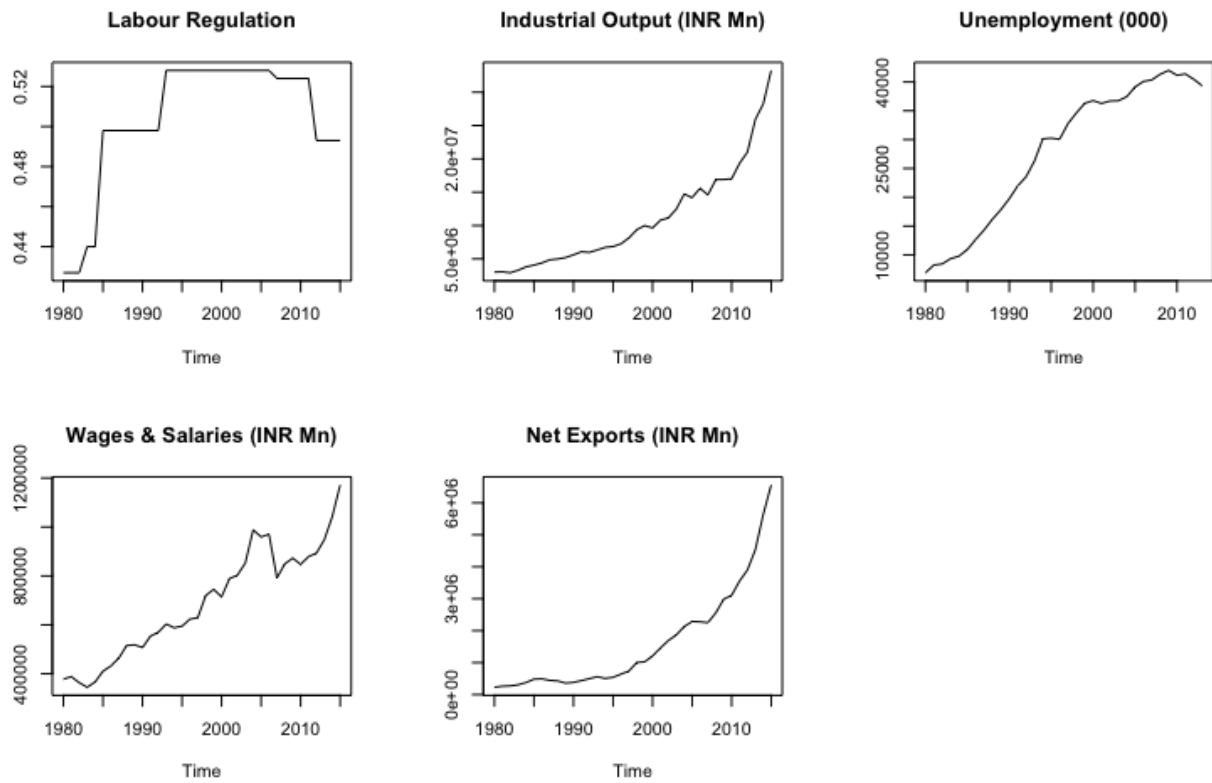 Labour Regulation
0.52
0.48
0.44
1980 1990 2000 2010
Time
Industrial Output (INR Mn)
2.0e+07
5.0e+06
1980 1990 2000 2010
Time
Unemployment (000)
40000
25000
10000
1980 1990 2000 2010
Time
Wages & Salaries (INR Mn)
1200000
800000
400000
1980 1990 2000 2010
Time
Net Exports (INR Mn)
6e+06
3e+06
0e+00
1980 1990 2000 2010
Time